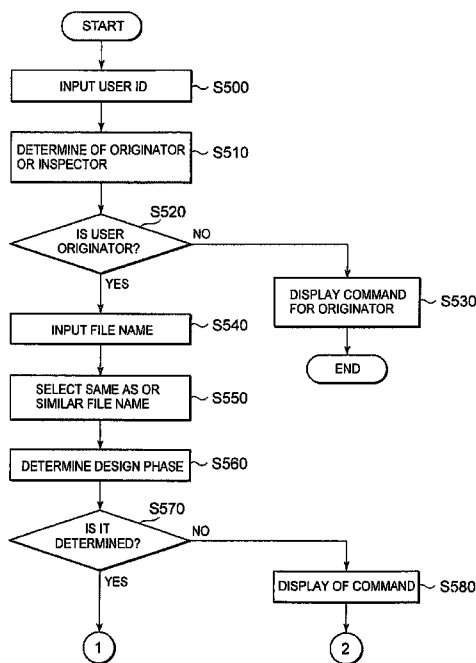 START
INPUT USER ID
S500
DETERMINE OF ORIGINATOR
OR INSPECTOR
S510
S520
IS USER
ORIGINATOR?
NO
YES
DISPLAY COMMAND
FOR ORIGINATOR
S530
END
INPUT FILE NAME
S540
SELECT SAME AS OR
SIMILAR FILE NAME
S550
DETERMINE DESIGN PHASE
S560
S570
IS IT
DETERMINED?
NO
YES
DISPLAY OF COMMAND
S580
1
2